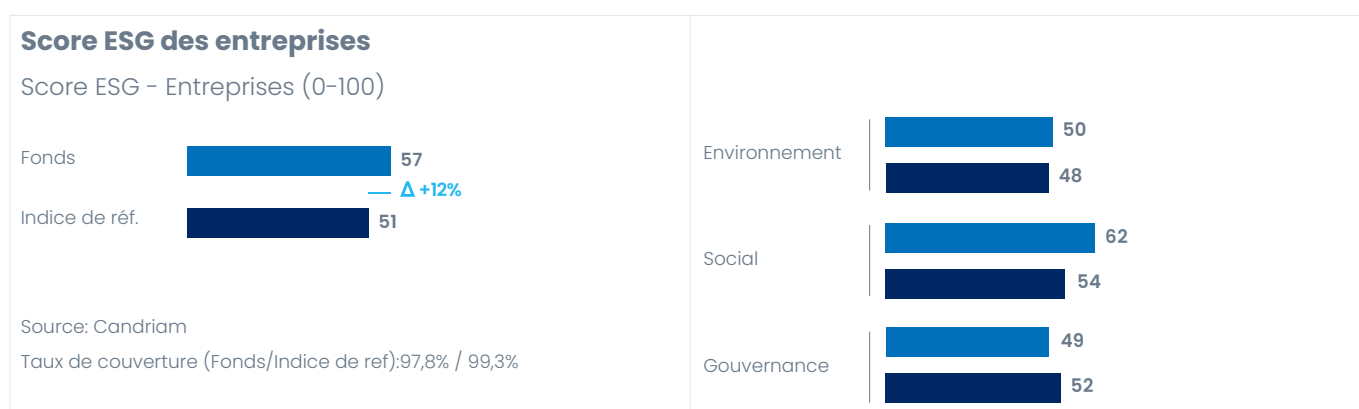 Score ESG des entreprises
Score ESG - Entreprises (0-100)
Fonds
57
Δ +12%
Indice de réf.
51
Source: Candriam
Taux de couverture (Fonds/Indice de ref):97,8% / 99,3%
Environnement
50
48
Social
62
54
Gouvernance
49
52